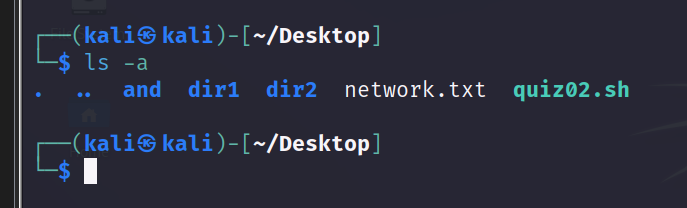 ┌──(kali㉿kali)-[~/Desktop]
└─$ ls -a
.  ..  and  dir1  dir2  network.txt  quiz02.sh
┌──(kali㉿kali)-[~/Desktop]
└─$